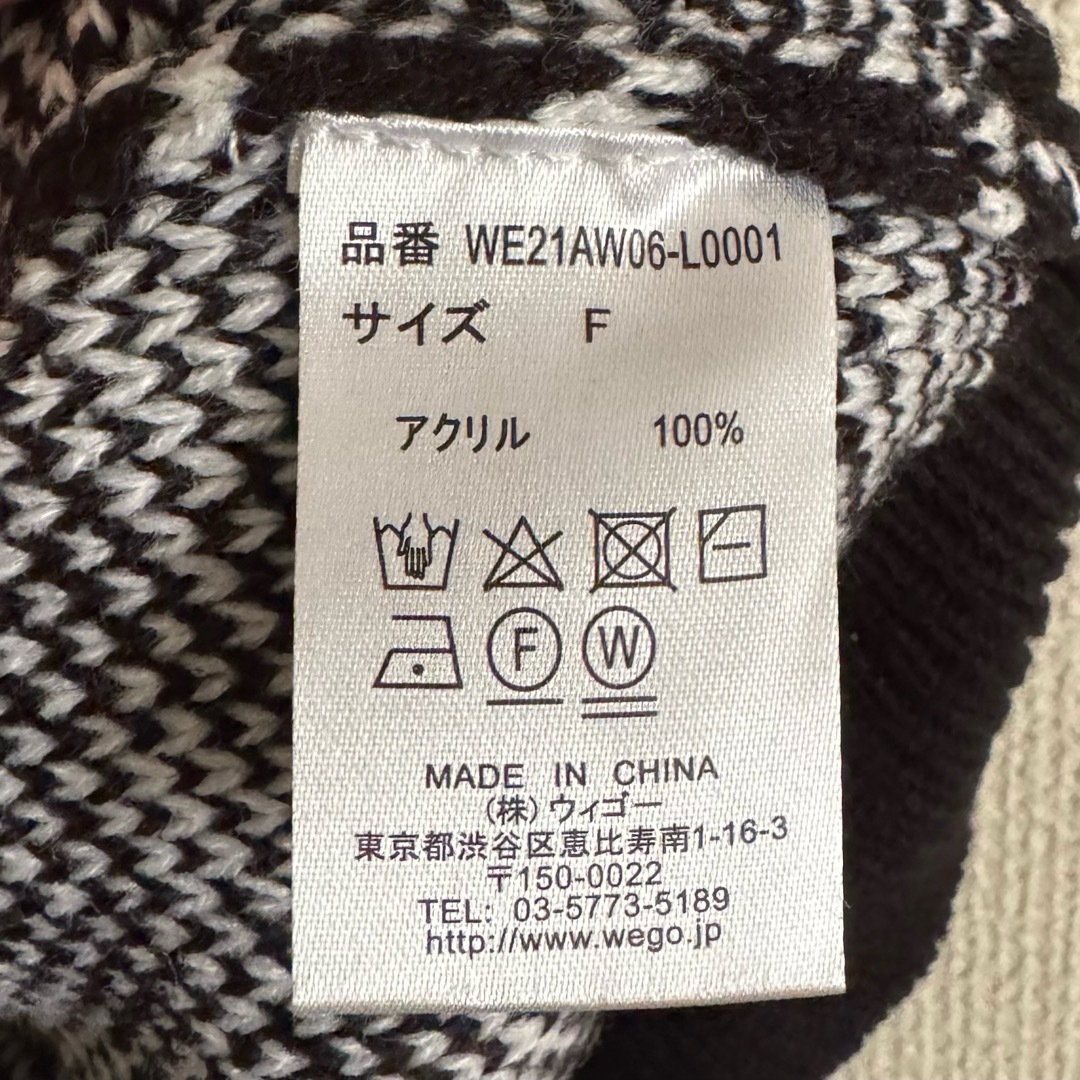 品番 WE21AW06-L0001
サイズ F
アクリル 100%
F W
MADE IN CHINA
(株)ウィゴー
東京都渋谷区恵比寿南1-16-3
〒150-0022
TEL: 03-5773-5189
http://www.wego.jp